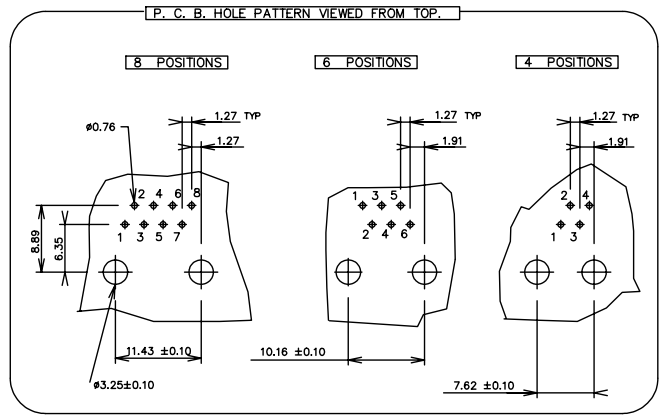 P. C. B. HOLE PATTERN VIEWED FROM TOP.
8 POSITIONS
6 POSITIONS
4 POSITIONS
1.27 TYP
1.27 TYP
1.27 TYP
ø0.76
1.27
1.91
1.91
2 4 6 8
1 3 5
2 4
1 3 5 7
2 4 6
1 3
8.89
6.35
11.43 ±0.10
10.16 ±0.10
ø3.25±0.10
7.62 ±0.10